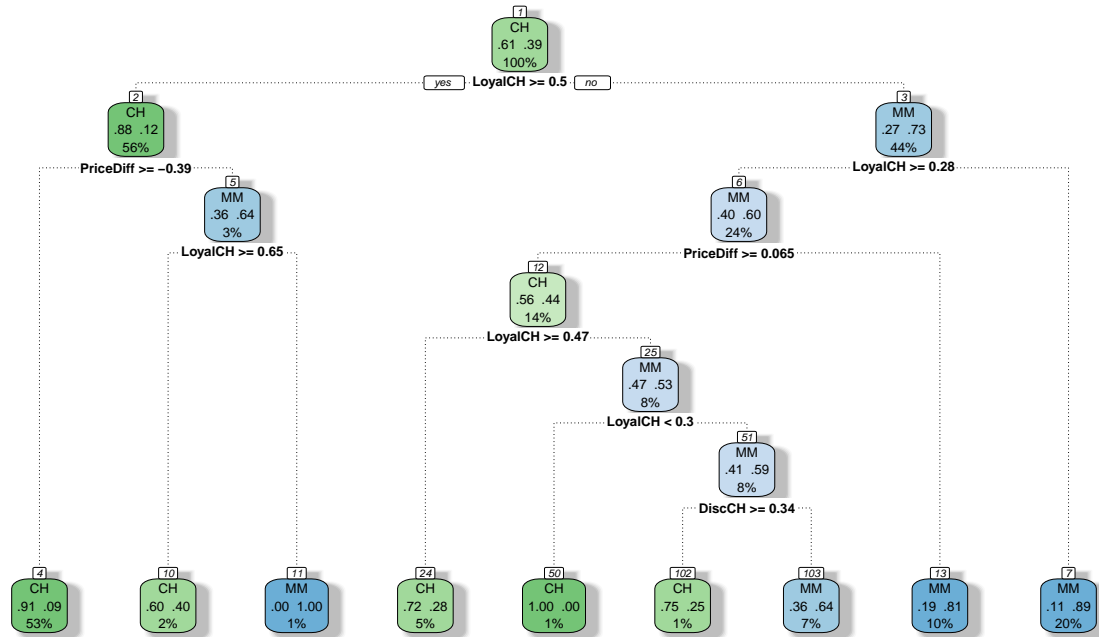 1
CH
.61 .39
100%
yes LoyalCH >= 0.5 no
2
CH
.88 .12
56%
PriceDiff >= −0.39
3
MM
.27 .73
44%
LoyalCH >= 0.28
5
MM
.36 .64
3%
LoyalCH >= 0.65
6
MM
.40 .60
24%
PriceDiff >= 0.065
12
CH
.56 .44
14%
LoyalCH >= 0.47
25
MM
.47 .53
8%
LoyalCH < 0.3
51
MM
.41 .59
8%
DiscCH >= 0.34
4
CH
.91 .09
53%
10
CH
.60 .40
2%
11
MM
.00 1.00
1%
24
CH
.72 .28
5%
50
CH
1.00 .00
1%
102
CH
.75 .25
1%
103
MM
.36 .64
7%
13
MM
.19 .81
10%
7
MM
.11 .89
20%